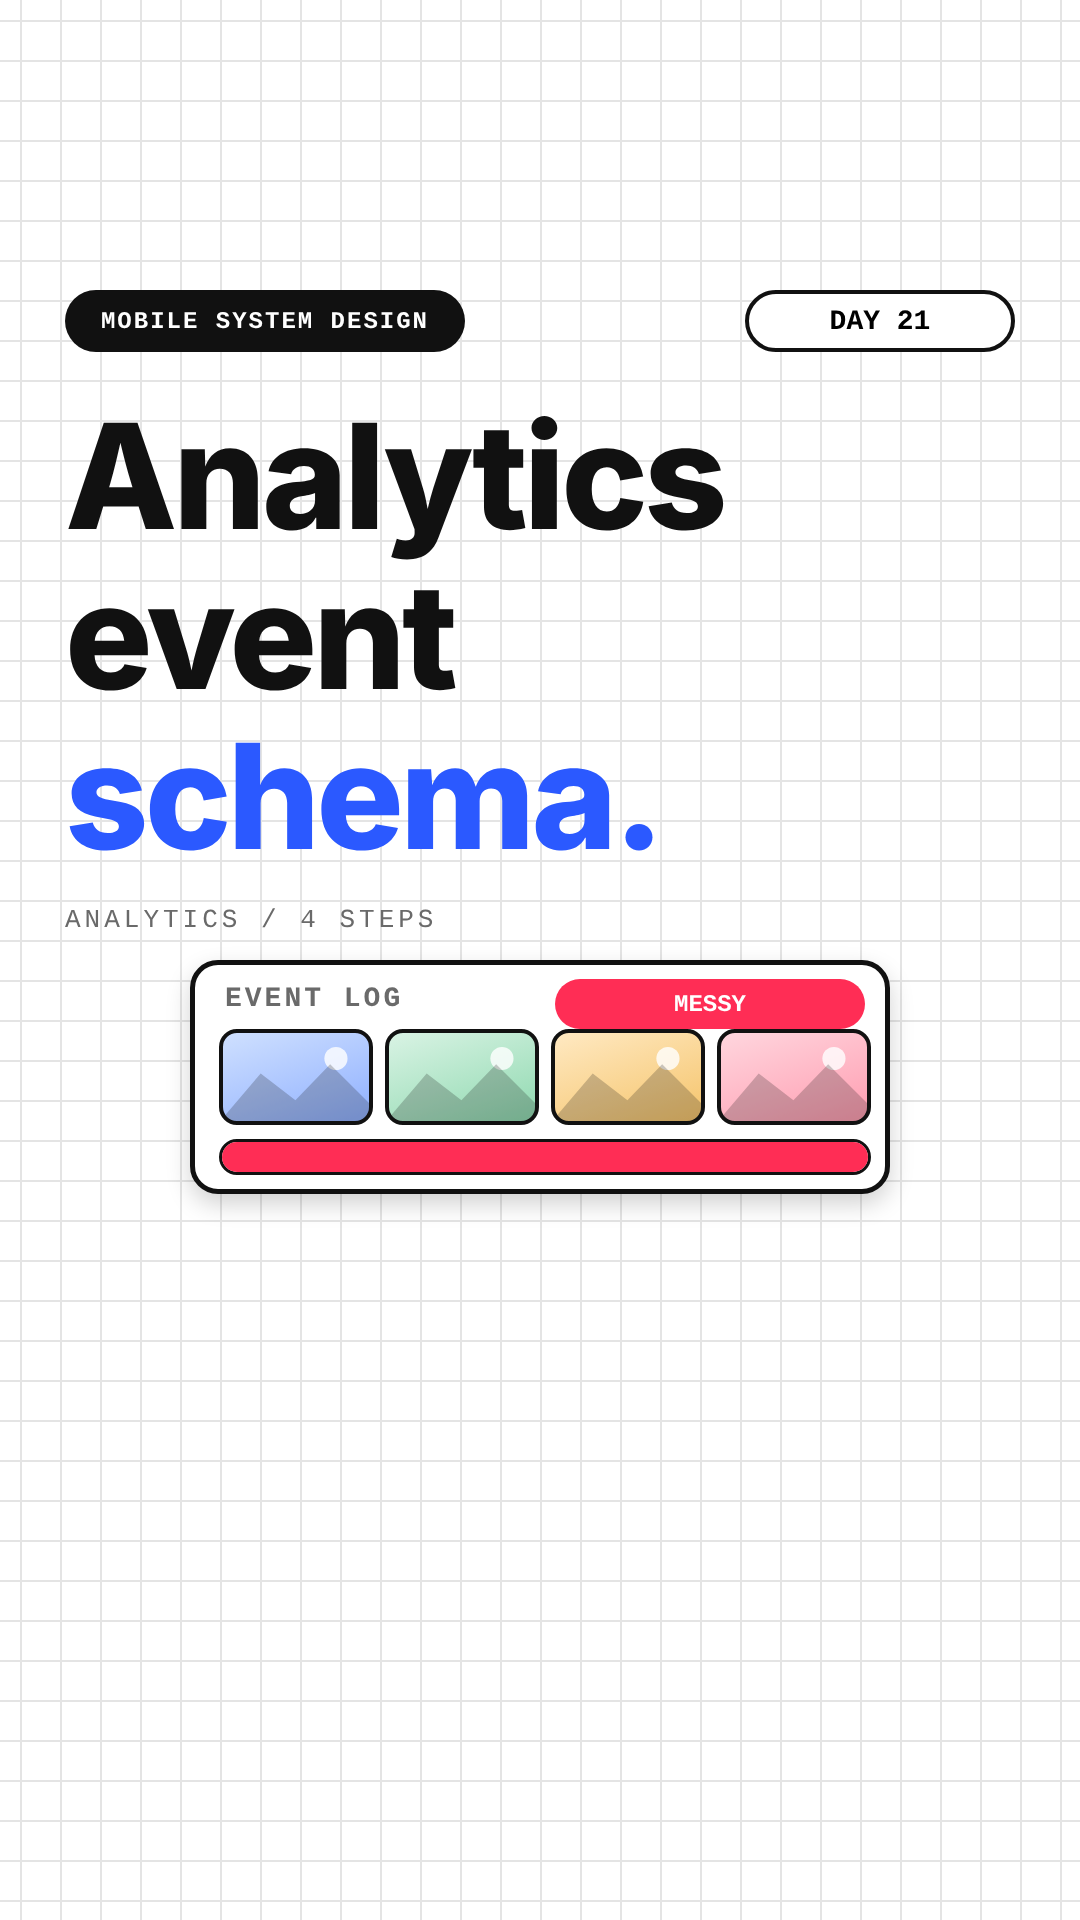 MOBILE SYSTEM DESIGN
DAY 21
Analytics
event
schema.
ANALYTICS / 4 STEPS
EVENT LOG
MESSY